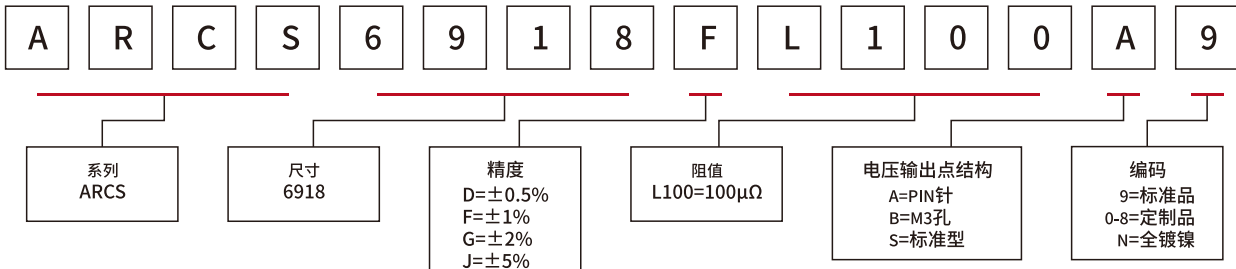 A R C S 6 9 1 8 F L 1 0 0 A 9
系列
ARCS
尺寸
6918
精度
D=±0.5%
F=±1%
G=±2%
J=±5%
阻值
L100=100μΩ
电压输出点结构
A=PIN针
B=M3孔
S=标准型
编码
9=标准品
0-8=定制品
N=全镀镍